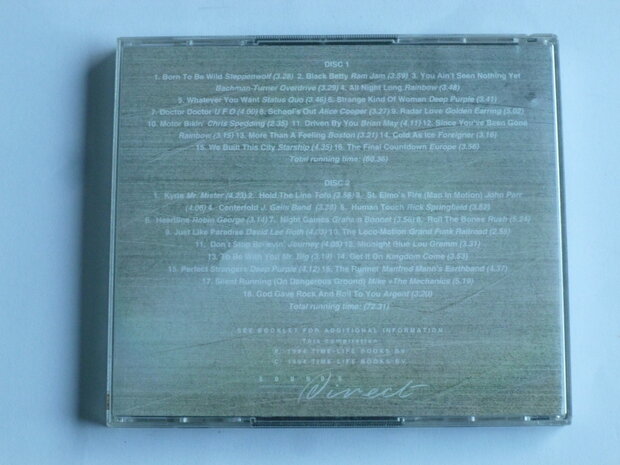 DISC 1
1. Born To Be Wild Steppenwolf (3.28) 2. Black Betty Ram Jam (3.59) 3. You Ain't Seen Nothing Yet
Bachman-Turner Overdrive (3.29) 4. All Night Long Rainbow (3.48)
5. Whatever You Want Status Quo (3.46) 6. Strange Kind Of Woman Deep Purple (3.41)
7. Doctor Doctor U F O (4.00) 8. School's Out Alice Cooper (3.27) 9. Radar Love Golden Earring (5.02)
10. Motor Bikin' Chris Spedding (2.35) 11. Driven By You Brian May (4.11) 12. Since You've Been Gone
Rainbow (3.15) 13. More Than A Feeling Boston (3.21) 14. Cold As Ice Foreigner (3.16)
15. We Built This City Starship (4.35) 16. The Final Countdown Europe (3.56)
Total running time: (60.36)
DISC 2
1. Kyrie Mr. Mister (4.23) 2. Hold The Line Toto (3.56) 3. St. Elmo's Fire (Man In Motion) John Parr
(4.08) 4. Centerfold J. Geils Band (3.28) 5. Human Touch Rick Springfield (3.52)
6. Heartline Robin George (3.14) 7. Night Games Graham Bonnet (3.56) 8. Roll The Bones Rush (5.24)
9. Just Like Paradise David Lee Roth (4.03) 10. The Loco-Motion Grand Funk Railroad (2.59)
11. Don't Stop Believin' Journey (4.08) 12. Midnight Blue Lou Gramm (3.31)
13. To Be With You Mr. Big (3.19) 14. Get It On Kingdom Come (3.53)
15. Perfect Strangers Deep Purple (4.12) 16. The Runner Manfred Mann's Earthband (4.37)
17. Silent Running (On Dangerous Ground) Mike + The Mechanics (5.19)
18. God Gave Rock And Roll To You Argent (3.20)
Total running time: (72.31)
SEE BOOKLET FOR ADDITIONAL INFORMATION
This Compilation
P. 1994 TIME-LIFE BOOKS BV
C. 1994 TIME-LIFE BOOKS BV
SOUNDS
Direct